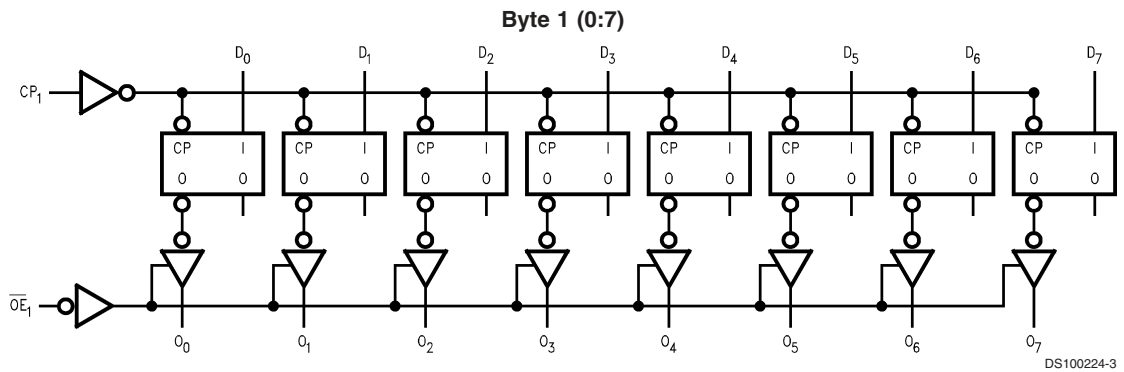 Byte 1 (0:7)
D0 D1 D2 D3 D4 D5 D6 D7
CP1
CP I CP I CP I CP I CP I CP I CP I CP I
O O O O O O O O O O O O O O O O
OE1
O0 O1 O2 O3 O4 O5 O6 O7
DS100224-3